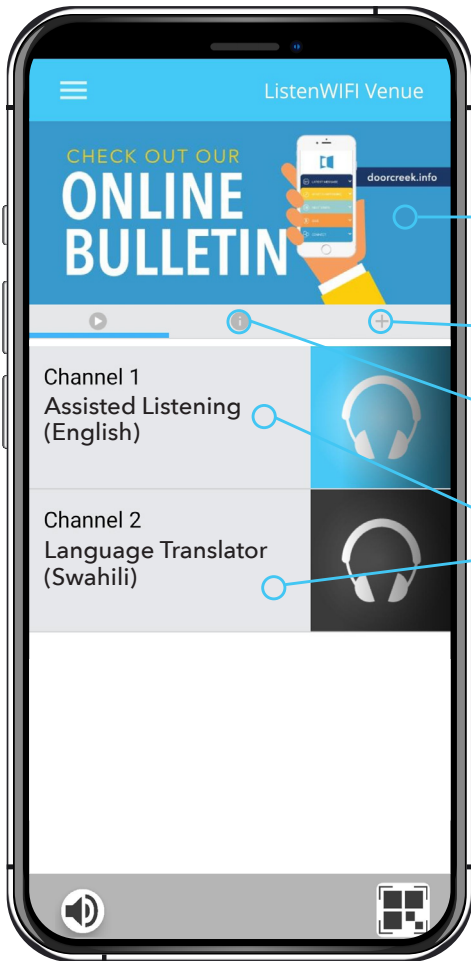 ListenWIFI Venue
CHECK OUT OUR
ONLINE
BULLETIN
doorcreek.info
Channel 1
Assisted Listening
(English)
Channel 2
Language Translator
(Swahili)